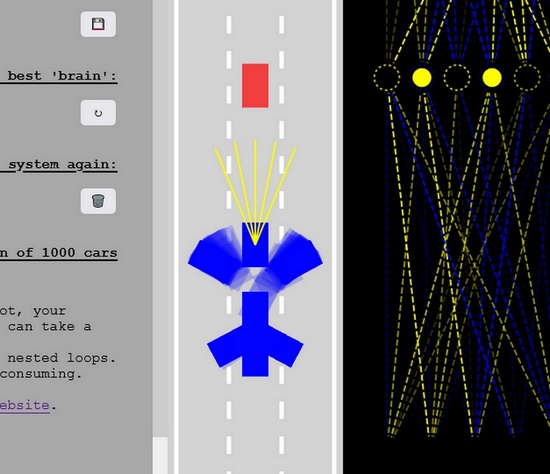 best 'brain':
system again:
n of 1000 cars
ot, your
can take a
nested loops.
consuming.
ebsite.